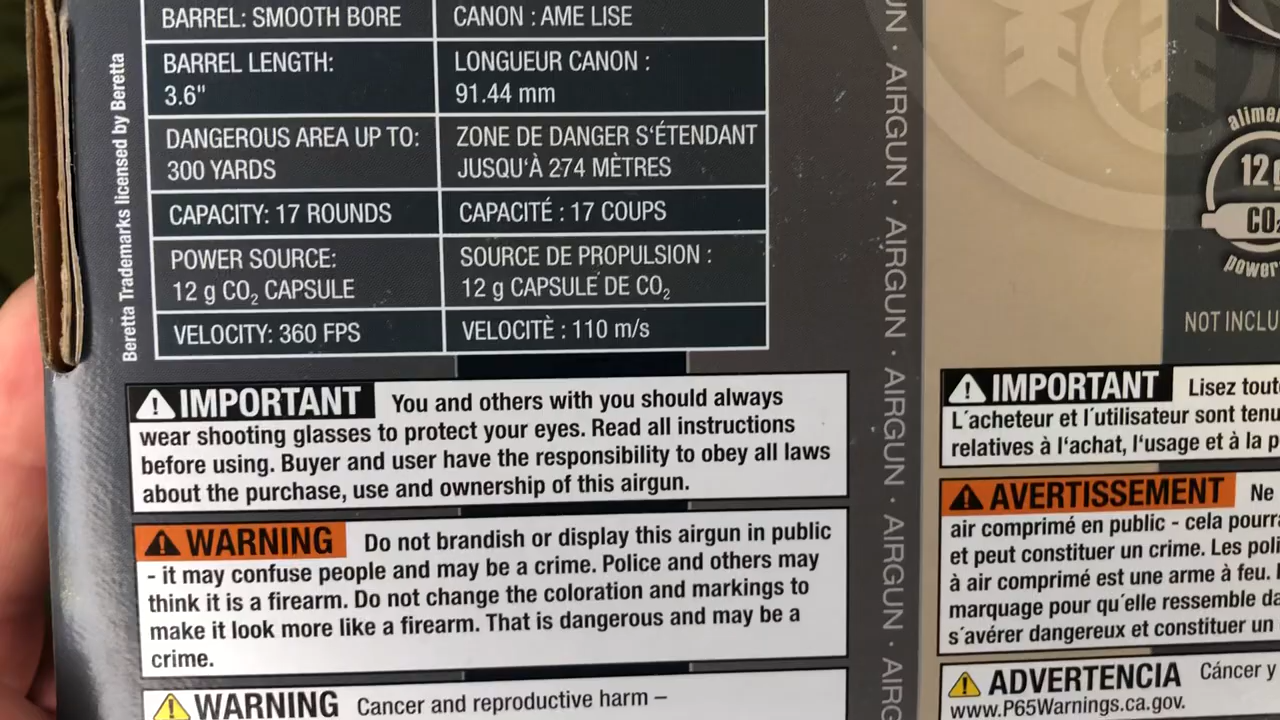 BARREL: SMOOTH BORE
CANON : AME LISE
BARREL LENGTH:
3.6"
LONGUEUR CANON :
91.44 mm
DANGEROUS AREA UP TO:
300 YARDS
ZONE DE DANGER S'ÉTENDANT
JUSQU'À 274 MÈTRES
CAPACITY: 17 ROUNDS
CAPACITÉ : 17 COUPS
POWER SOURCE:
12 g CO₂ CAPSULE
SOURCE DE PROPULSION :
12 g CAPSULE DE CO₂
VELOCITY: 360 FPS
VELOCITÈ : 110 m/s
Beretta Trademarks licensed by Beretta
IMPORTANT You and others with you should always
wear shooting glasses to protect your eyes. Read all instructions
before using. Buyer and user have the responsibility to obey all laws
about the purchase, use and ownership of this airgun.
WARNING Do not brandish or display this airgun in public
- it may confuse people and may be a crime. Police and others may
think it is a firearm. Do not change the coloration and markings to
make it look more like a firearm. That is dangerous and may be a
crime.
WARNING Cancer and reproductive harm –
UN · AIRGUN · AIRGUN · AIRGUN · AIRGUN · AIRG
12
CO₂
power
NOT INCLU
IMPORTANT Lisez tout
L´acheteur et l´utilisateur sont tenu
relatives à l'achat, l'usage et à la p
AVERTISSEMENT Ne
air comprimé en public - cela pourr
et peut constituer un crime. Les poli
à air comprimé est une arme à feu.
marquage pour qu´elle ressemble da
s´avérer dangereux et constituer un
ADVERTENCIA Cáncer y
www.P65Warnings.ca.gov.